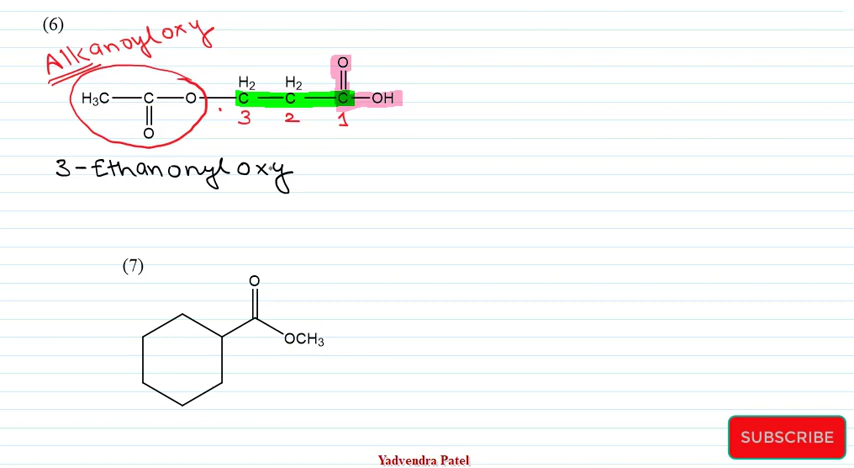 (6)
Alkanoyloxy
O
H2 H2
H3C C O C C C OH
O
3 2 1
3-Ethanonyloxy
(7)
O
OCH3
SUBSCRIBE
Yadvendra Patel